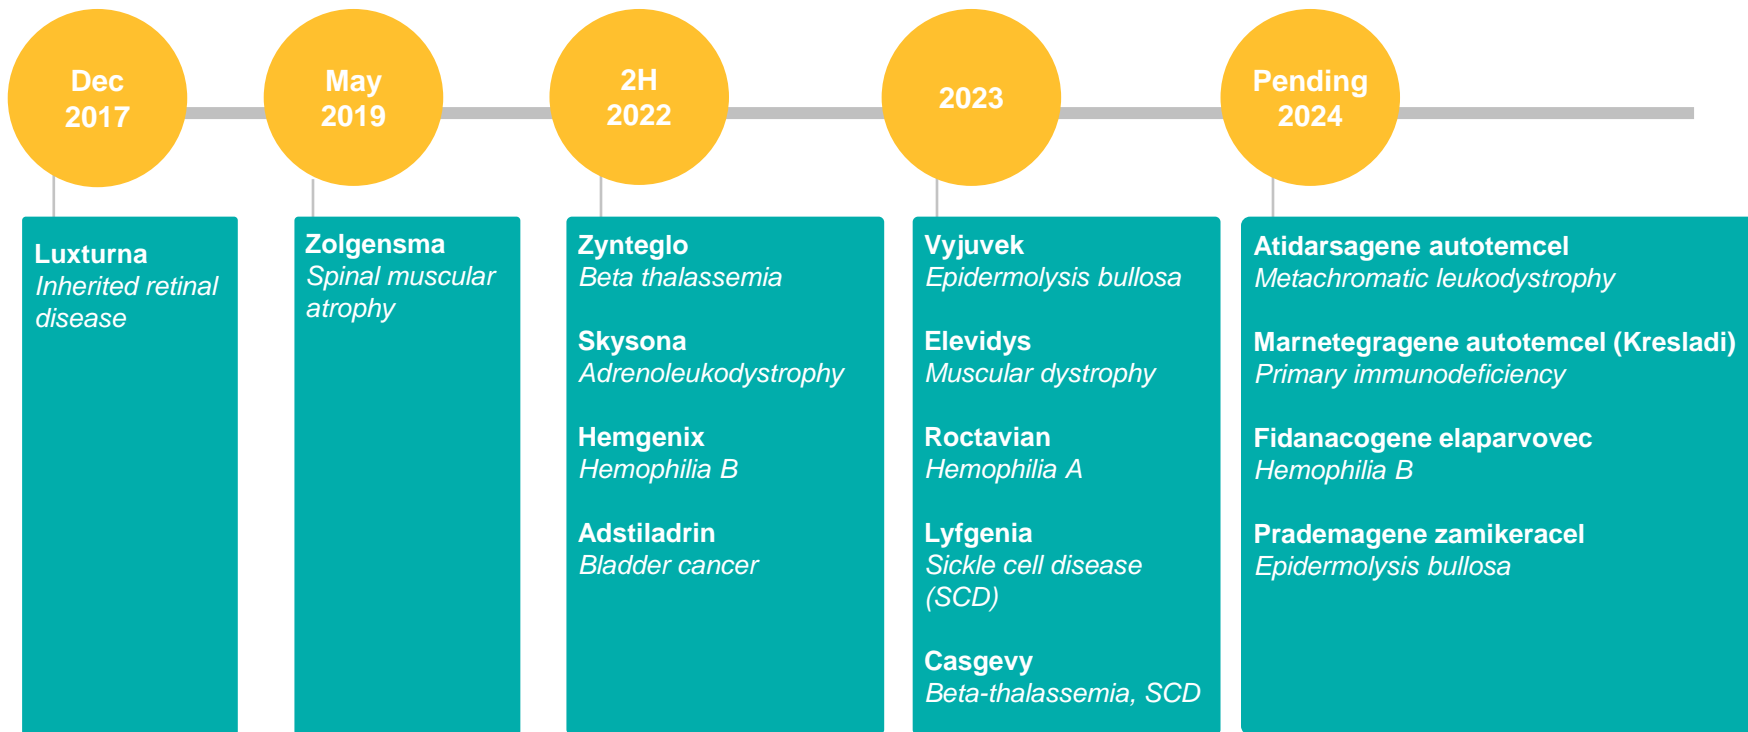 Dec
2017
May
2019
2H
2022
2023
Pending
2024
Luxturna
Inherited retinal
disease
Zolgensma
Spinal muscular
atrophy
Zynteglo
Beta thalassemia
Skysona
Adrenoleukodystrophy
Hemgenix
Hemophilia B
Adstiladrin
Bladder cancer
Vyjuvek
Epidermolysis bullosa
Elevidys
Muscular dystrophy
Roctavian
Hemophilia A
Lyfgenia
Sickle cell disease
(SCD)
Casgevy
Beta-thalassemia, SCD
Atidarsagene autotemcel
Metachromatic leukodystrophy
Marnetegragene autotemcel (Kresladi)
Primary immunodeficiency
Fidanacogene elaparvovec
Hemophilia B
Prademagene zamikeracel
Epidermolysis bullosa